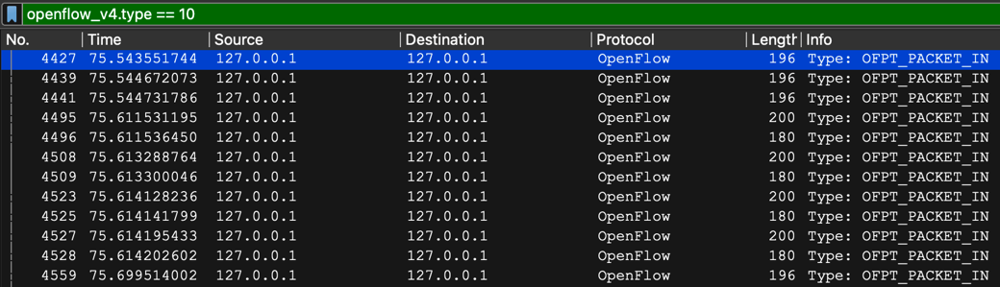 openflow_v4.type == 10
No. Time Source Destination Protocol Length Info
4427 75.543551744 127.0.0.1 127.0.0.1 OpenFlow 196 Type: OFPT_PACKET_IN
4439 75.544672073 127.0.0.1 127.0.0.1 OpenFlow 196 Type: OFPT_PACKET_IN
4441 75.544731786 127.0.0.1 127.0.0.1 OpenFlow 196 Type: OFPT_PACKET_IN
4495 75.611531195 127.0.0.1 127.0.0.1 OpenFlow 200 Type: OFPT_PACKET_IN
4496 75.611536450 127.0.0.1 127.0.0.1 OpenFlow 180 Type: OFPT_PACKET_IN
4508 75.613288764 127.0.0.1 127.0.0.1 OpenFlow 200 Type: OFPT_PACKET_IN
4509 75.613300046 127.0.0.1 127.0.0.1 OpenFlow 180 Type: OFPT_PACKET_IN
4523 75.614128236 127.0.0.1 127.0.0.1 OpenFlow 200 Type: OFPT_PACKET_IN
4525 75.614141799 127.0.0.1 127.0.0.1 OpenFlow 180 Type: OFPT_PACKET_IN
4527 75.614195433 127.0.0.1 127.0.0.1 OpenFlow 200 Type: OFPT_PACKET_IN
4528 75.614202602 127.0.0.1 127.0.0.1 OpenFlow 180 Type: OFPT_PACKET_IN
4559 75.699514002 127.0.0.1 127.0.0.1 OpenFlow 196 Type: OFPT_PACKET_IN